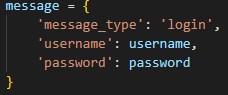 message = {
    'message_type': 'login',
    'username': username,
    'password': password
}